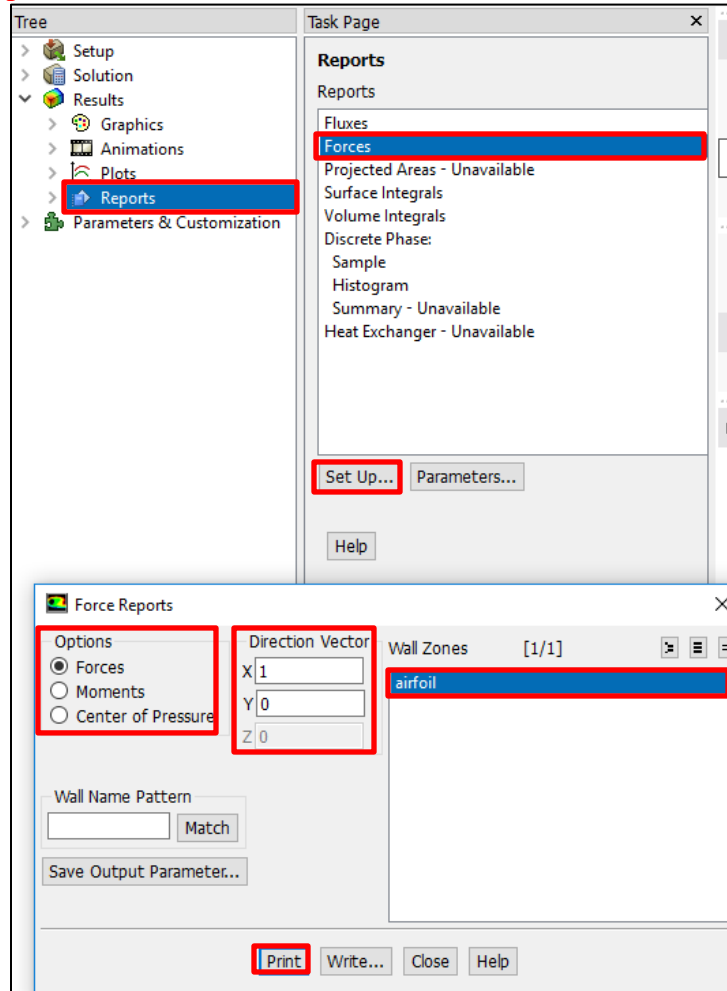 Tree
Task Page
Setup
Solution
Results
Graphics
Animations
Plots
Reports
Parameters & Customization
Reports
Reports
Fluxes
Forces
Projected Areas - Unavailable
Surface Integrals
Volume Integrals
Discrete Phase:
Sample
Histogram
Summary - Unavailable
Heat Exchanger - Unavailable
Set Up... Parameters...
Help
Force Reports
Options
Forces
Moments
Center of Pressure
Direction Vector
X 1
Y 0
Z 0
Wall Zones [1/1]
airfoil
Wall Name Pattern
Match
Save Output Parameter...
Print Write... Close Help